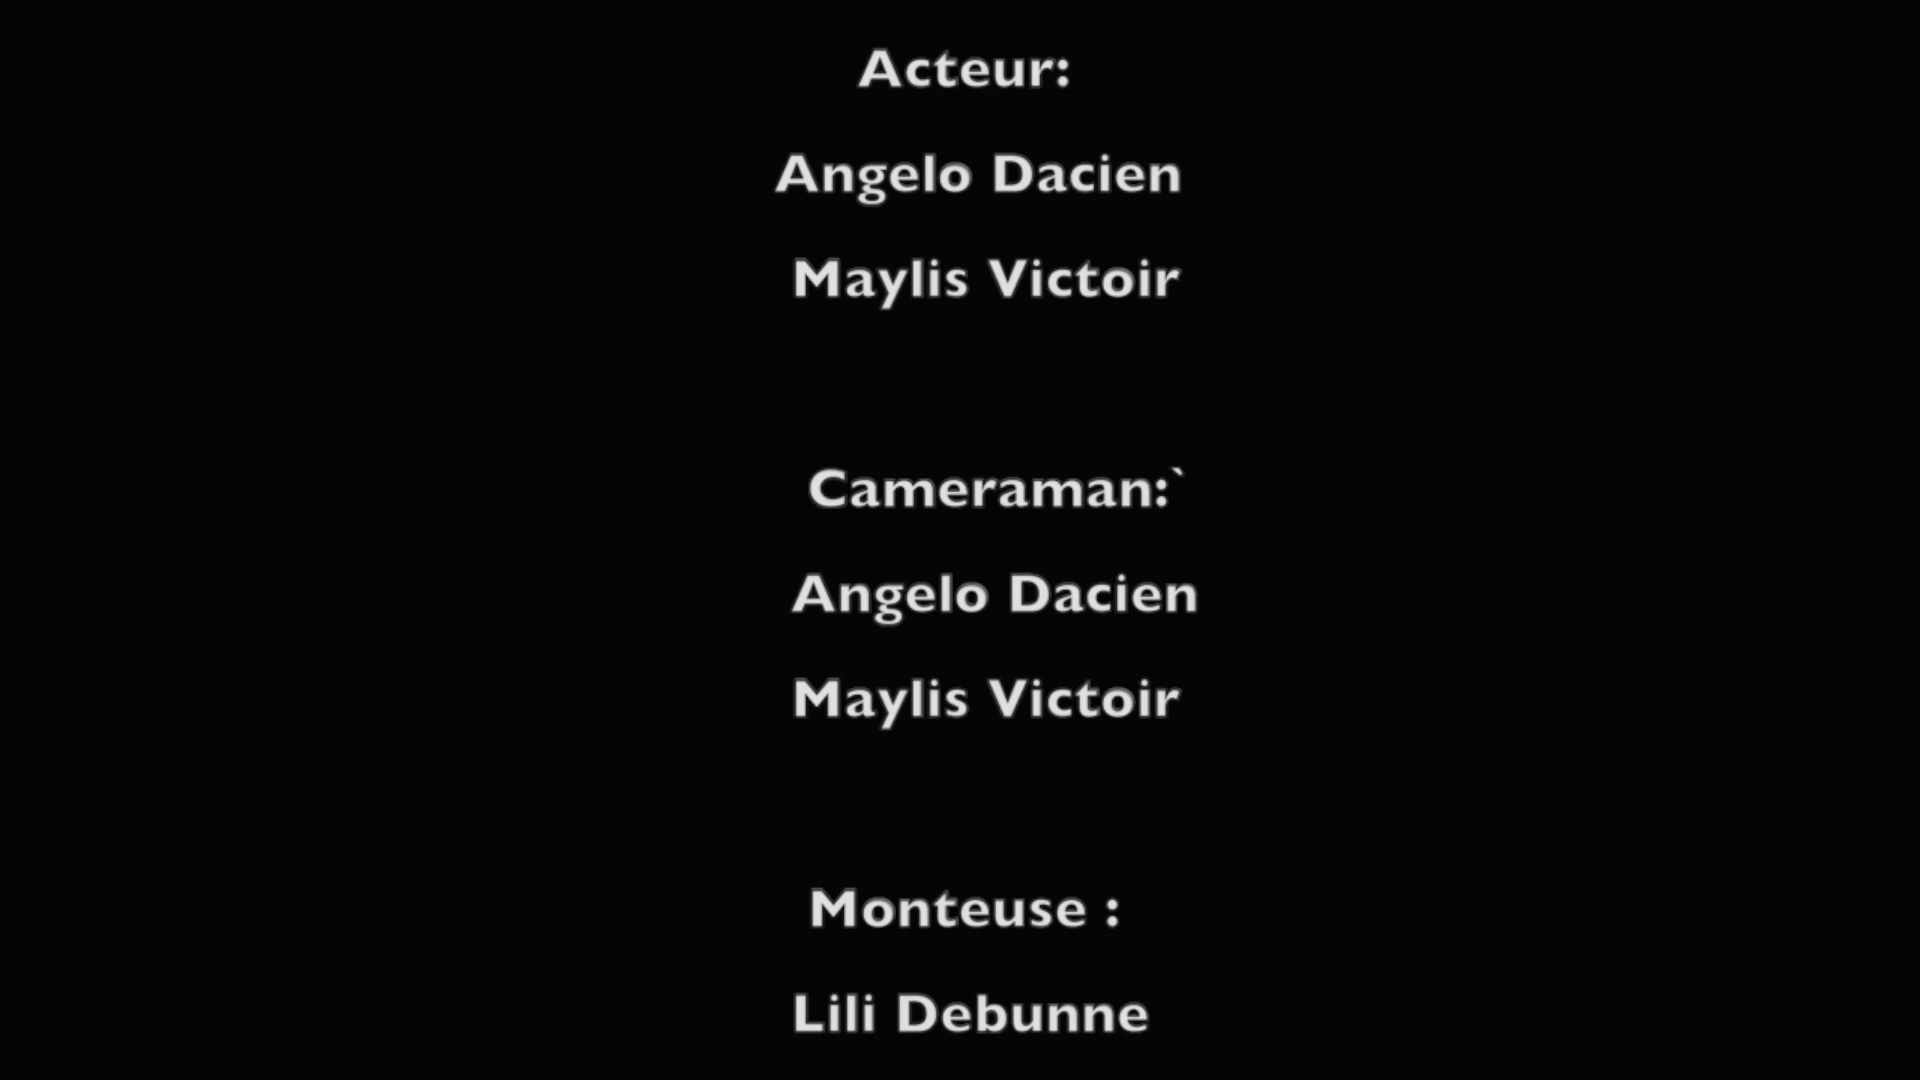 Acteur:
Angelo Dacien
Maylis Victoir
Cameraman:`
Angelo Dacien
Maylis Victoir
Monteuse :
Lili Debunne